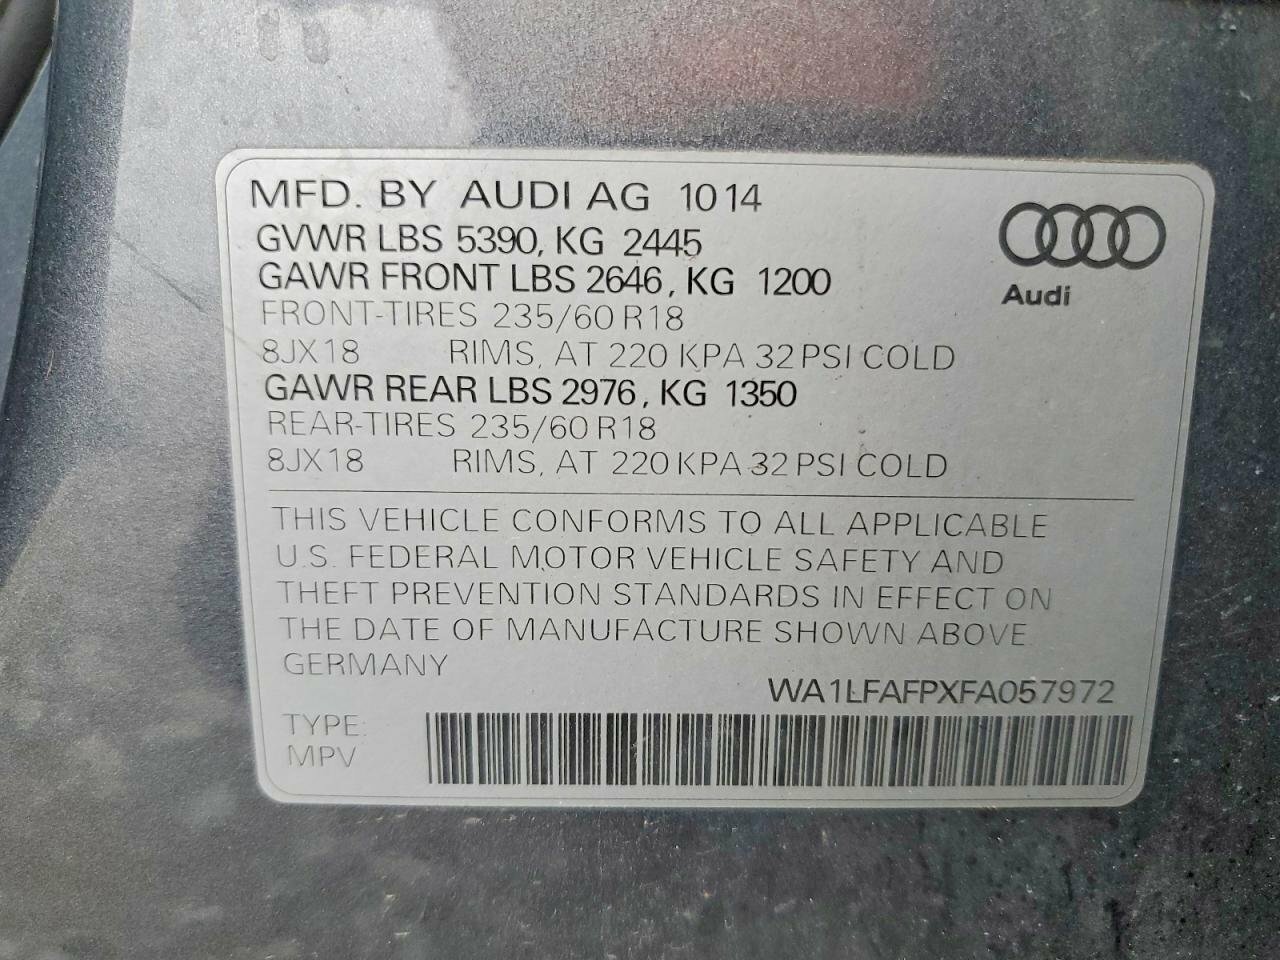 MFD. BY AUDI AG 10 14
GVWR LBS 5390, KG 2445
GAWR FRONT LBS 2646, KG 1200
FRONT-TIRES 235/60 R18
8JX18 RIMS, AT 220 KPA 32 PSI COLD
GAWR REAR LBS 2976, KG 1350
REAR-TIRES 235/60 R18
8JX18 RIMS, AT 220 KPA 32 PSI COLD
Audi
THIS VEHICLE CONFORMS TO ALL APPLICABLE
U.S. FEDERAL MOTOR VEHICLE SAFETY AND
THEFT PREVENTION STANDARDS IN EFFECT ON
THE DATE OF MANUFACTURE SHOWN ABOVE
GERMANY
WA1LFAFPXFA057972
TYPE:
MPV